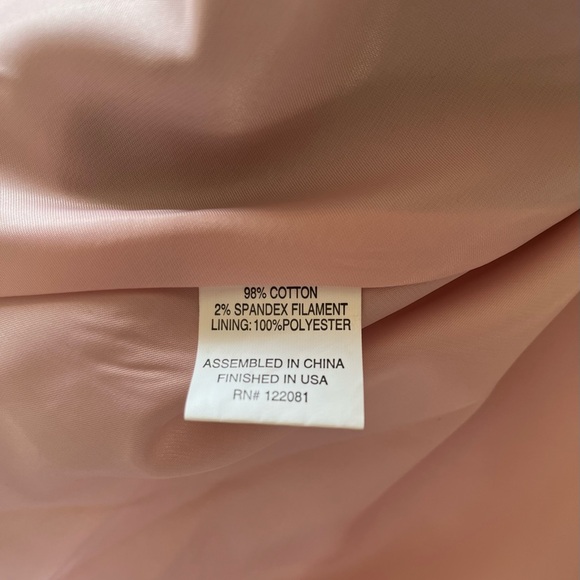 98% COTTON
2% SPANDEX FILAMENT
LINING: 100%POLYESTER
ASSEMBLED IN CHINA
FINISHED IN USA
RN# 122081